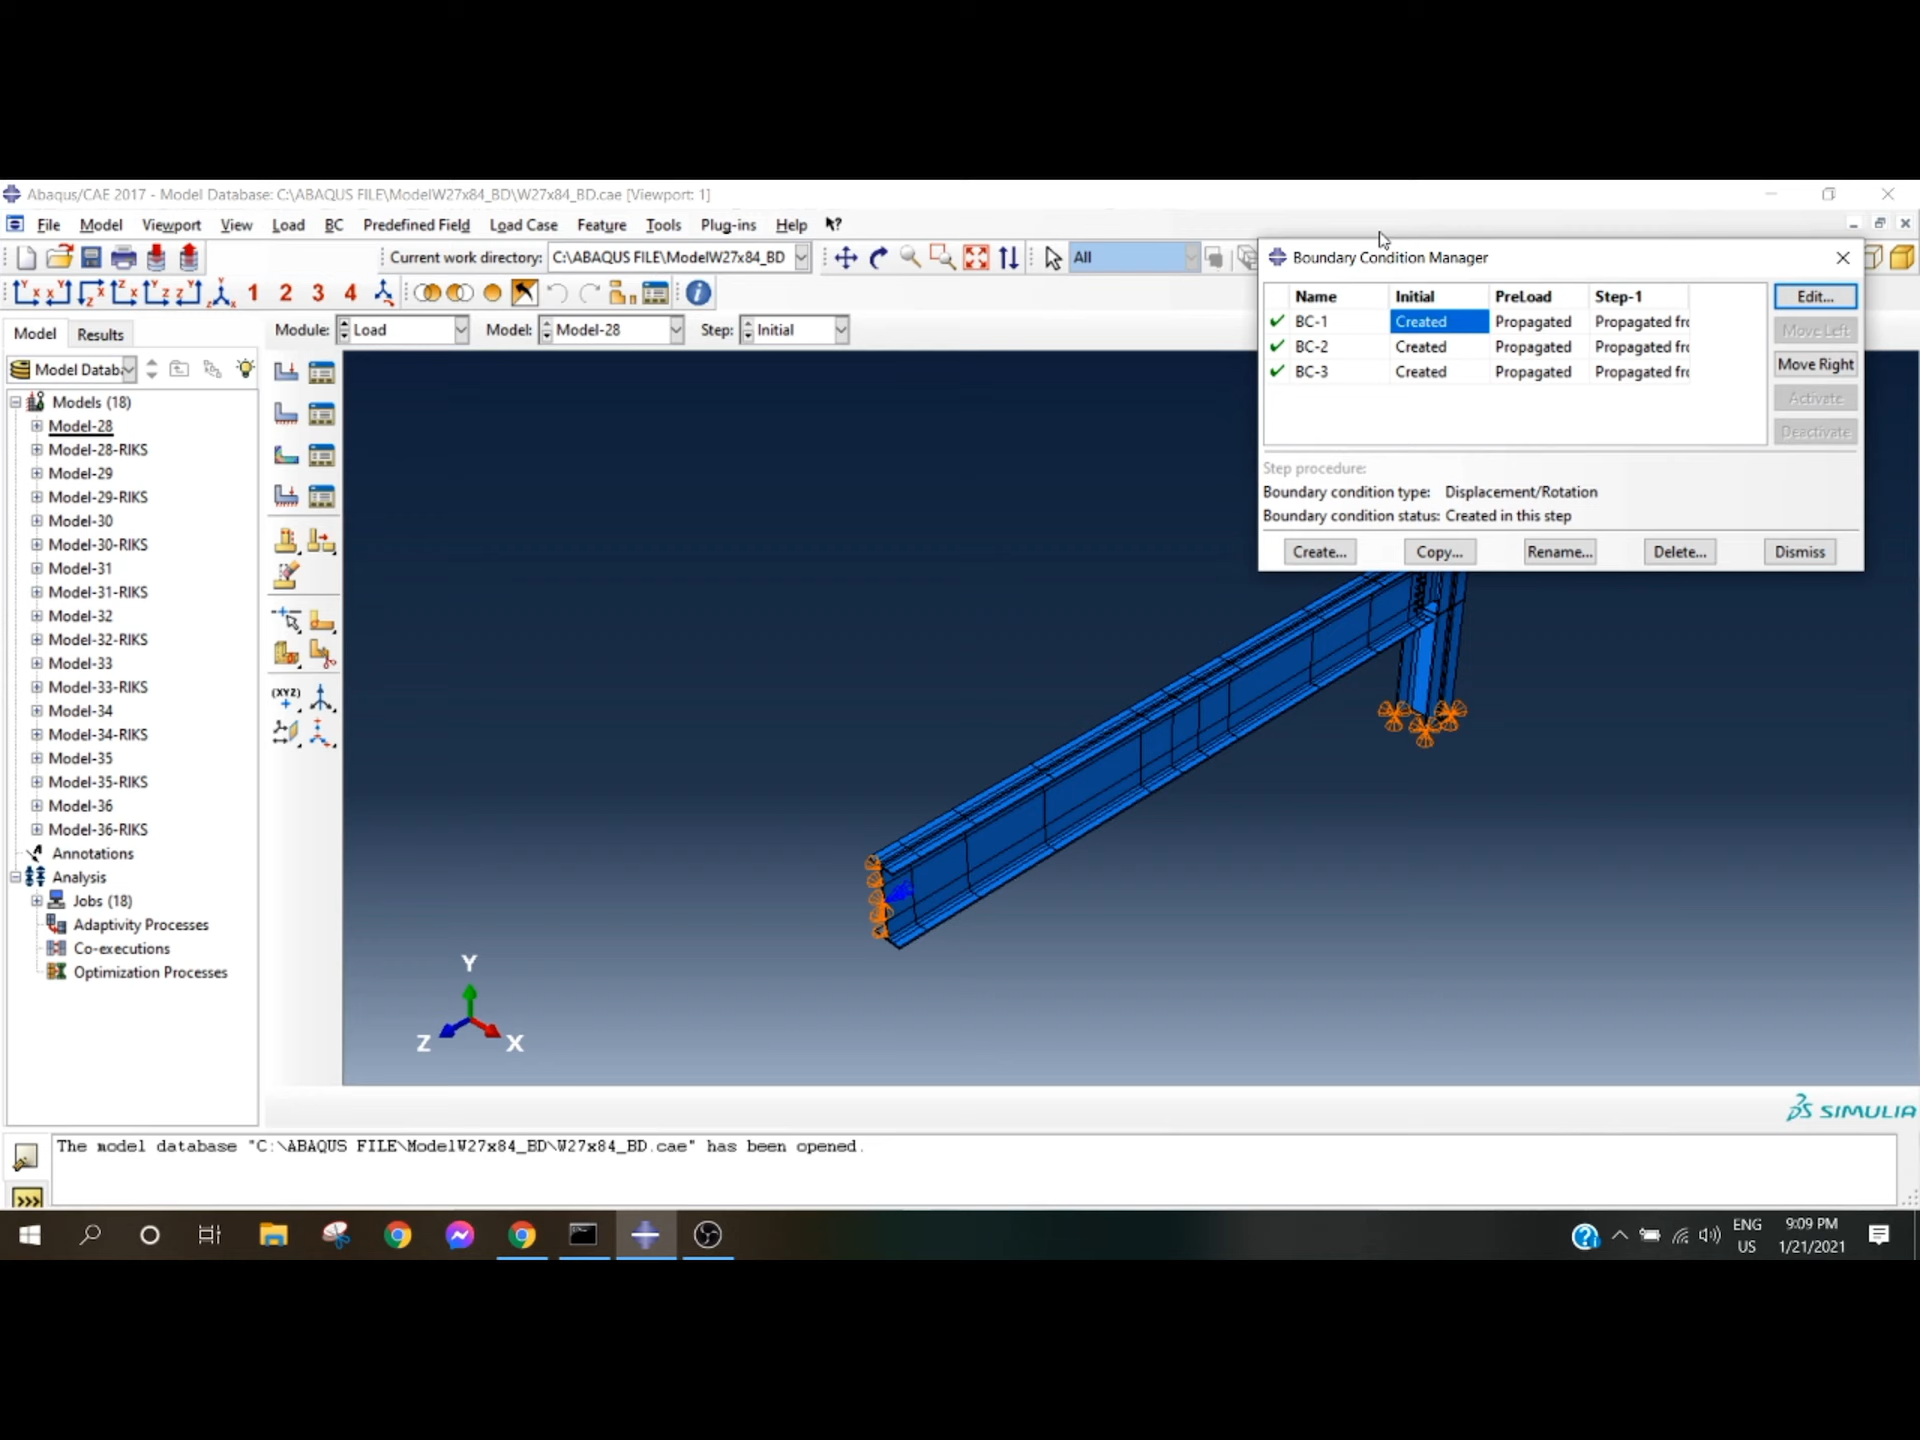 Abaqus/CAE 2017 - Model Database: C:\ABAQUS FILE\ModelW27x84_BD\W27x84_BD.cae [Viewport: 1]
File Model Viewport View Load BC Predefined Field Load Case Feature Tools Plug-ins Help
Current work directory: C:\ABAQUS FILE\ModelW27x84_BD
All
1 2 3 4
Model Results
Module: Load Model: Model-28 Step: Initial
Model Datab
Models (18)
Model-28
Model-28-RIKS
Model-29
Model-29-RIKS
Model-30
Model-30-RIKS
Model-31
Model-31-RIKS
Model-32
Model-32-RIKS
Model-33
Model-33-RIKS
Model-34
Model-34-RIKS
Model-35
Model-35-RIKS
Model-36
Model-36-RIKS
Annotations
Analysis
Jobs (18)
Adaptivity Processes
Co-executions
Optimization Processes
(XYZ)
Boundary Condition Manager
Name Initial PreLoad Step-1
BC-1 Created Propagated Propagated fro
BC-2 Created Propagated Propagated fro
BC-3 Created Propagated Propagated fro
Edit...
Move Left
Move Right
Activate
Deactivate
Step procedure:
Boundary condition type: Displacement/Rotation
Boundary condition status: Created in this step
Create... Copy... Rename... Delete... Dismiss
Y
Z X
SIMULIA
The model database "C:\ABAQUS FILE\ModelW27x84_BD\W27x84_BD.cae" has been opened.
>>>
ENG
US
9:09 PM
1/21/2021